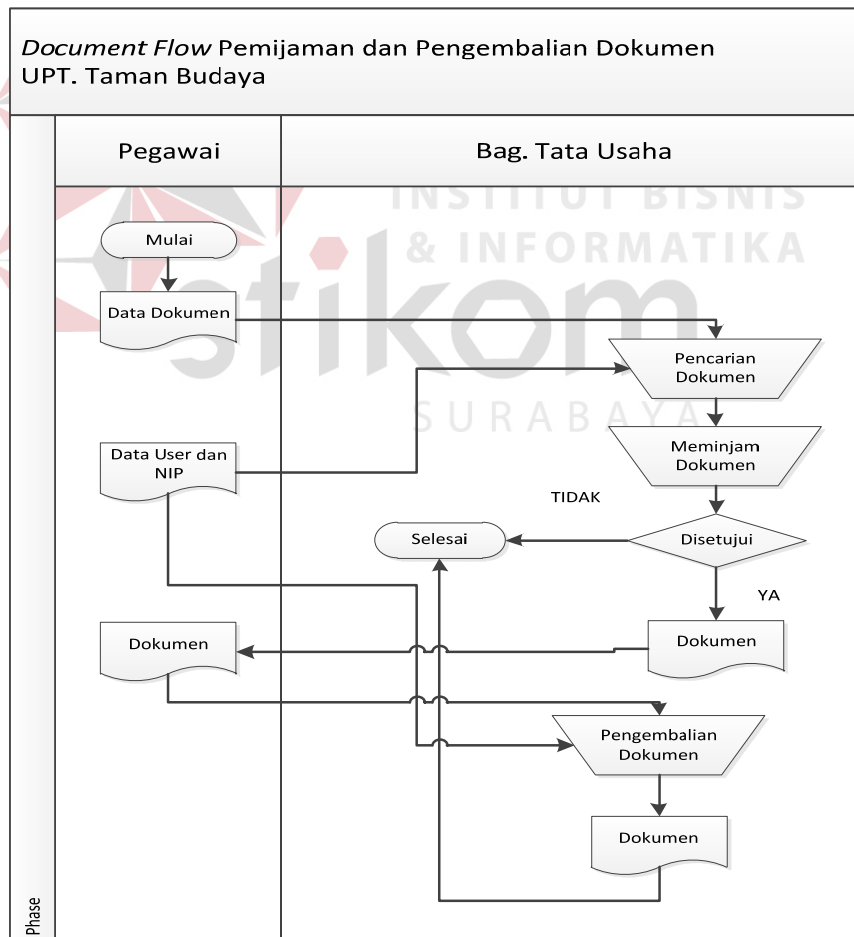 Document Flow Pemijaman dan Pengembalian Dokumen
UPT. Taman Budaya
Pegawai
Bag. Tata Usaha
INSTITUT BISNIS
& INFORMATIKA
stikom
SURABAYA
Mulai
Data Dokumen
Pencarian
Dokumen
Data User dan
NIP
Meminjam
Dokumen
TIDAK
Selesai
Disetujui
YA
Dokumen
Dokumen
Pengembalian
Dokumen
Dokumen
Phase